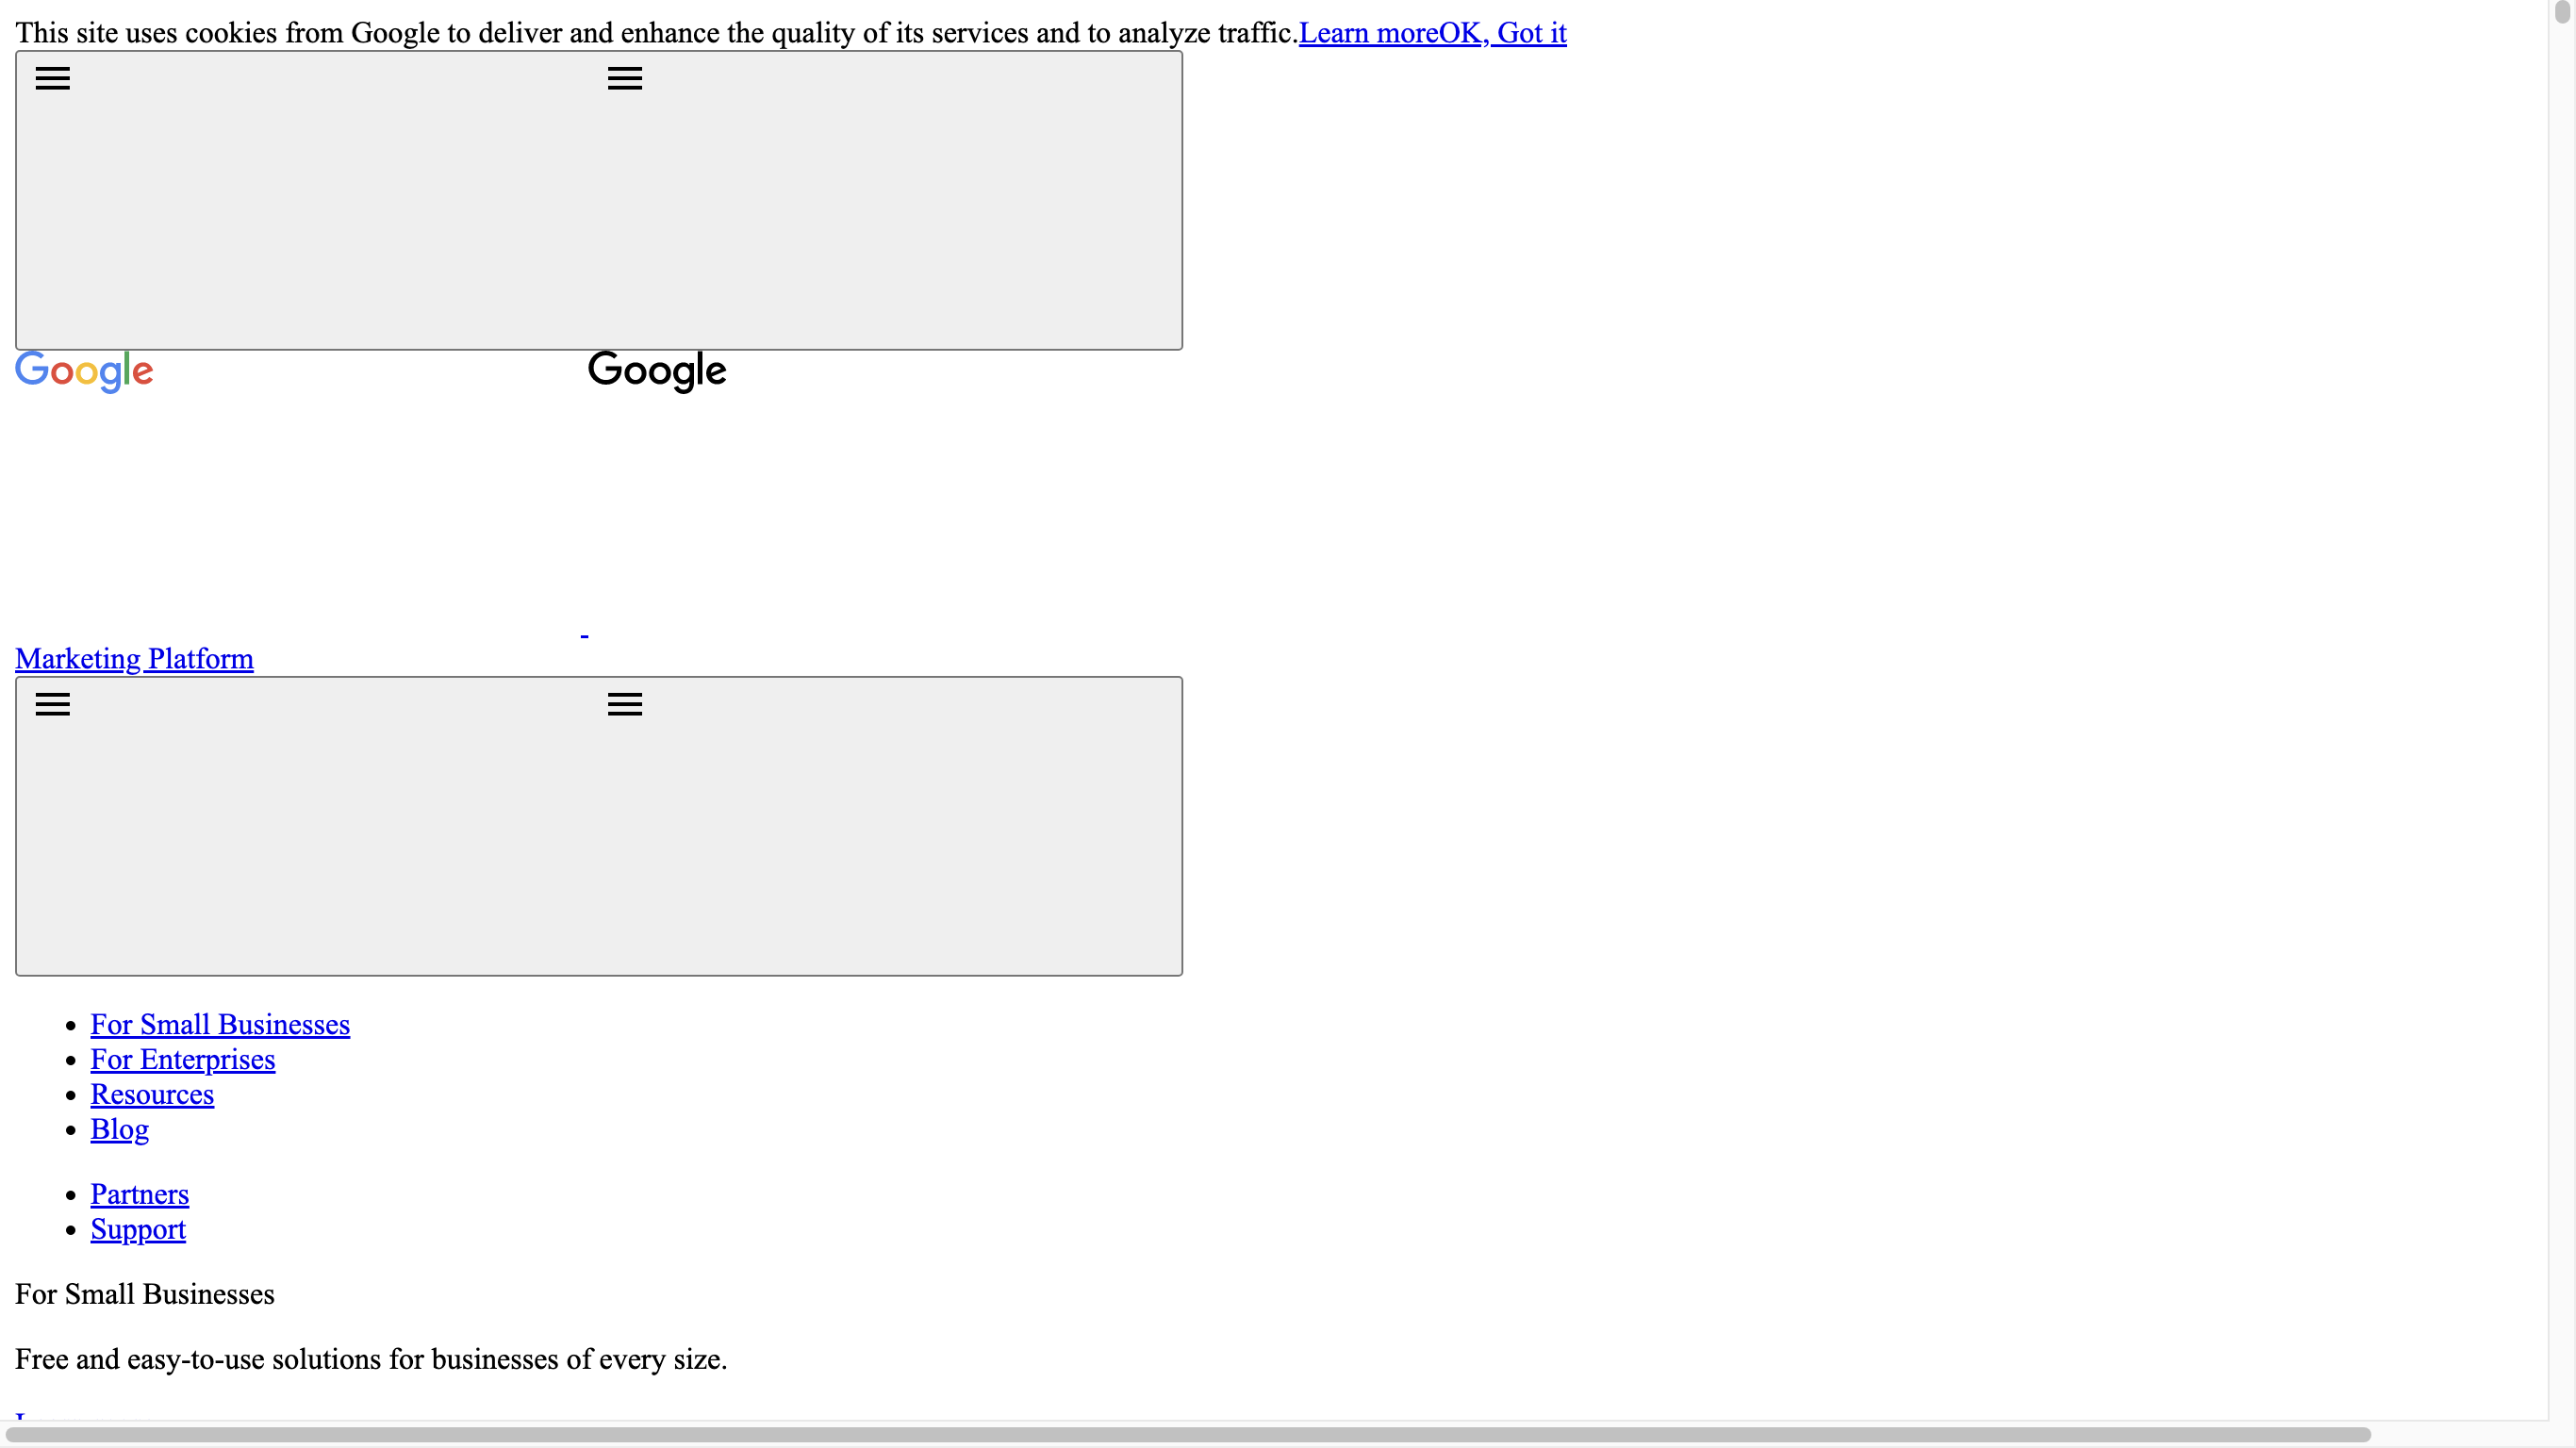 This site uses cookies from Google to deliver and enhance the quality of its services and to analyze traffic.Learn moreOK, Got it
Google Google
Marketing Platform
For Small Businesses
For Enterprises
Resources
Blog
Partners
Support
For Small Businesses
Free and easy-to-use solutions for businesses of every size.